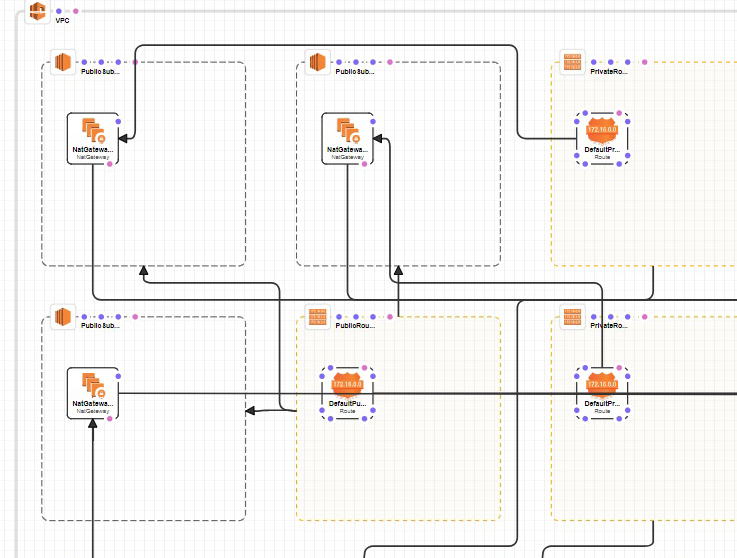 VPC
PublicSub...
PublicSub...
PrivateRo...
NatGatewa...
NatGateway
NatGatewa...
NatGateway
172.16.0.0
DefaultPr...
Route
PublicSub...
PublicRou...
PrivateRo...
NatGatewa...
NatGateway
172.16.0.0
DefaultPu...
Route
172.16.0.0
DefaultPr...
Route